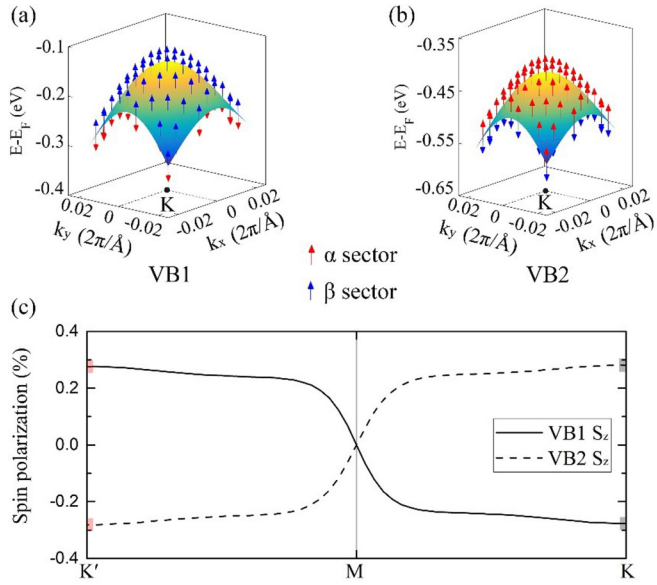 (a)
-0.1
-0.2
-0.3
-0.4
E-E_F (eV)
0.02
0
-0.02
k_y (2π/Å)
K
-0.02
0
0.02
k_x (2π/Å)
VB1
(b)
-0.35
-0.45
-0.55
-0.65
E-E_F (eV)
0.02
0
-0.02
k_y (2π/Å)
K
-0.02
0
0.02
k_x (2π/Å)
VB2
α sector
β sector
(c)
0.4
0.2
0.0
-0.2
-0.4
Spin polarization (%)
VB1 S_z
VB2 S_z
K′
M
K